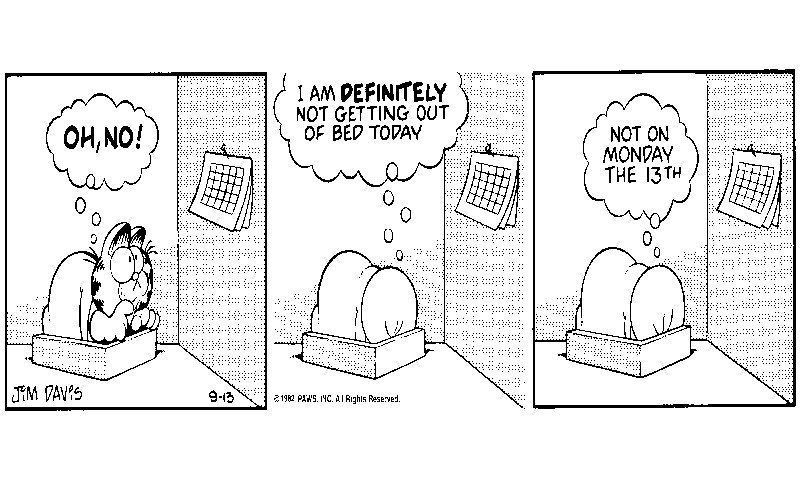 OH, NO!
JIM DAVIS
9-13
I AM DEFINITELY
NOT GETTING OUT
OF BED TODAY
© 1982 PAWS, INC. All Rights Reserved.
NOT ON
MONDAY
THE 13TH